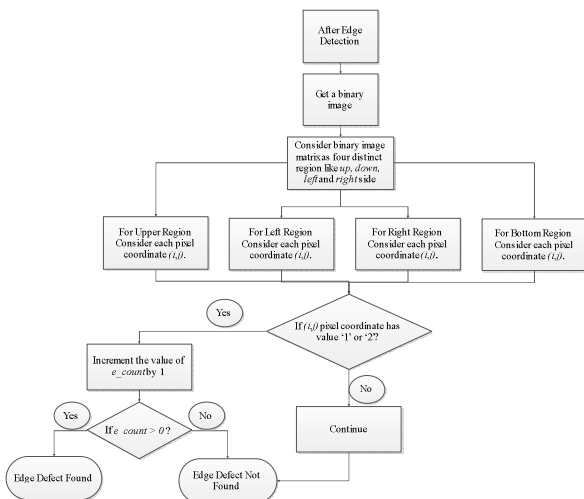 After Edge
Detection
Get a binary
image
Consider binary image
matrix as four distinct
region like up, down,
left and right side
For Upper Region
Consider each pixel
coordinate (i,j).
For Left Region
Consider each pixel
coordinate (i,j).
For Right Region
Consider each pixel
coordinate (i,j).
For Bottom Region
Consider each pixel
coordinate (i,j).
If (i,j) pixel coordinate has
value ‘1’ or ‘2’?
Yes
Increment the value of
e_count by 1
No
Yes
If e_count > 0 ?
No
Continue
Edge Defect Found
Edge Defect Not
Found